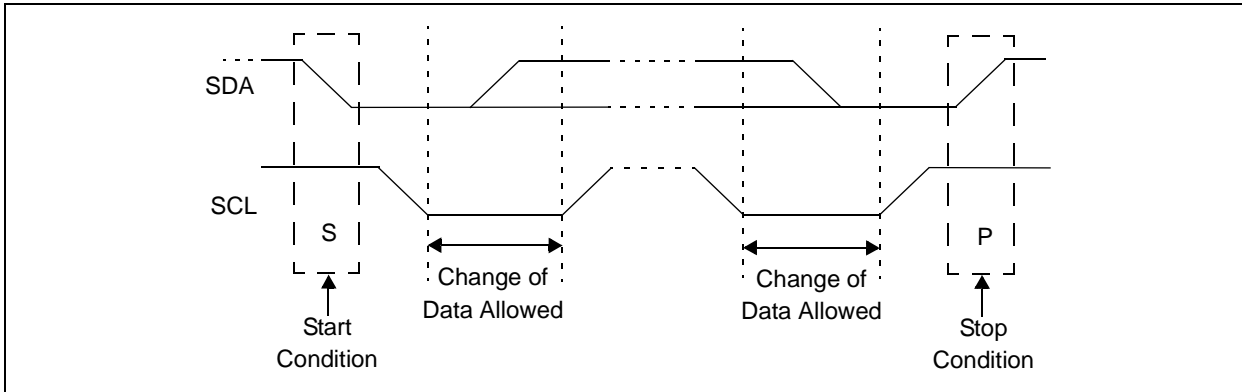 SDA
SCL
S
P
Change of
Data Allowed
Change of
Data Allowed
Start
Condition
Stop
Condition